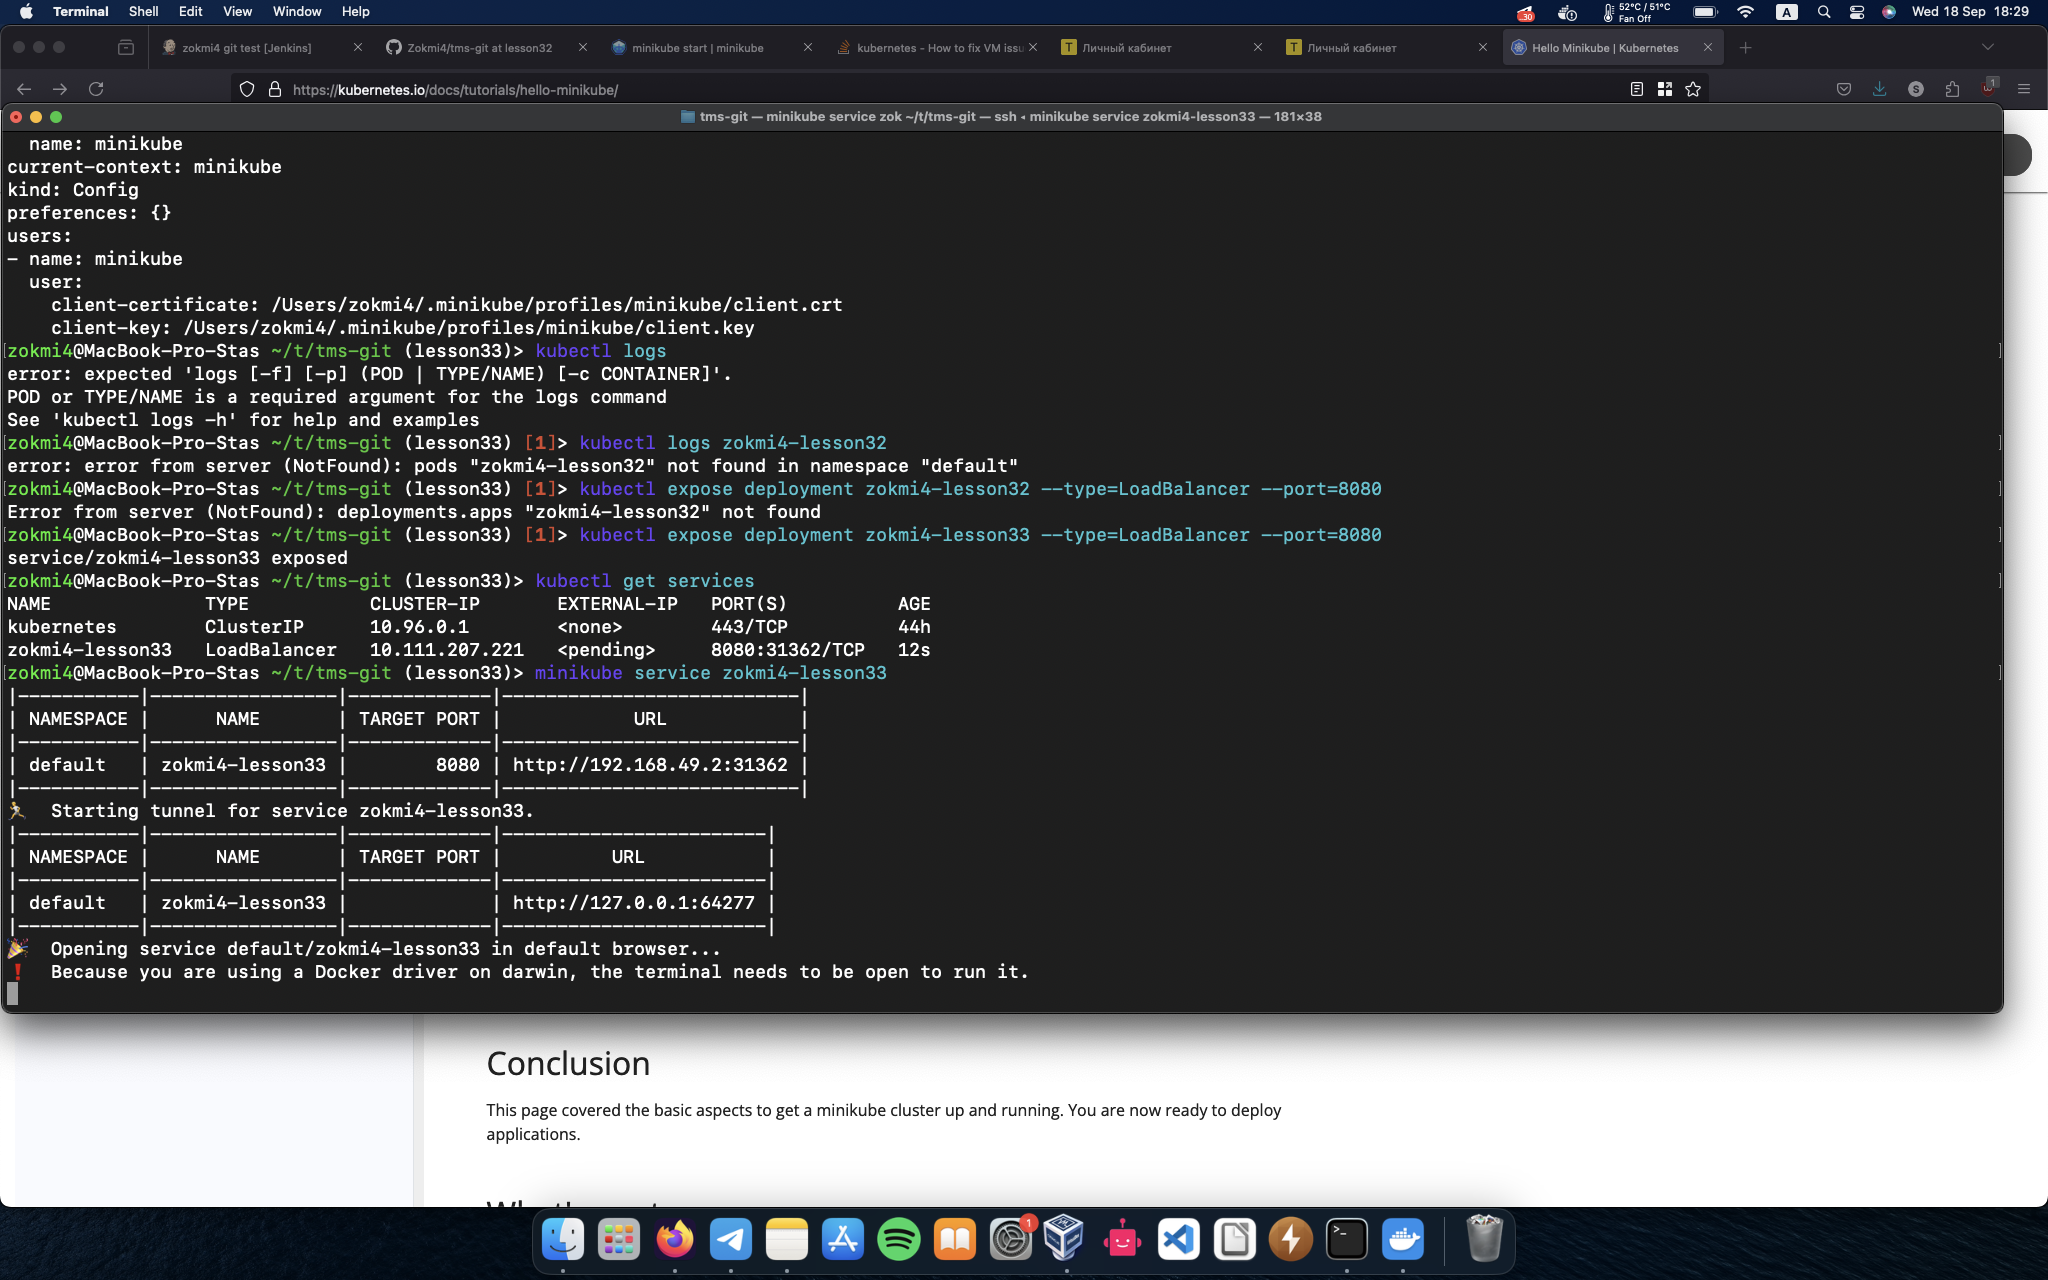 Terminal Shell Edit View Window Help 30 52°C / 51°C Fan Off A Wed 18 Sep 18:29
zokmi4 git test [Jenkins] Zokmi4/tms-git at lesson32 minikube start | minikube kubernetes - How to fix VM issu T Личный кабинет T Личный кабинет Hello Minikube | Kubernetes
https://kubernetes.io/docs/tutorials/hello-minikube/ S 1
tms-git — minikube service zok ~/t/tms-git — ssh ◂ minikube service zokmi4-lesson33 — 181×38
name: minikube
current-context: minikube
kind: Config
preferences: {}
users:
- name: minikube
user:
client-certificate: /Users/zokmi4/.minikube/profiles/minikube/client.crt
client-key: /Users/zokmi4/.minikube/profiles/minikube/client.key
[zokmi4@MacBook-Pro-Stas ~/t/tms-git (lesson33)> kubectl logs ]
error: expected 'logs [-f] [-p] (POD | TYPE/NAME) [-c CONTAINER]'.
POD or TYPE/NAME is a required argument for the logs command
See 'kubectl logs -h' for help and examples
[zokmi4@MacBook-Pro-Stas ~/t/tms-git (lesson33) [1]> kubectl logs zokmi4-lesson32 ]
error: error from server (NotFound): pods "zokmi4-lesson32" not found in namespace "default"
[zokmi4@MacBook-Pro-Stas ~/t/tms-git (lesson33) [1]> kubectl expose deployment zokmi4-lesson32 --type=LoadBalancer --port=8080 ]
Error from server (NotFound): deployments.apps "zokmi4-lesson32" not found
[zokmi4@MacBook-Pro-Stas ~/t/tms-git (lesson33) [1]> kubectl expose deployment zokmi4-lesson33 --type=LoadBalancer --port=8080 ]
service/zokmi4-lesson33 exposed
[zokmi4@MacBook-Pro-Stas ~/t/tms-git (lesson33)> kubectl get services ]
NAME TYPE CLUSTER-IP EXTERNAL-IP PORT(S) AGE
kubernetes ClusterIP 10.96.0.1 <none> 443/TCP 44h
zokmi4-lesson33 LoadBalancer 10.111.207.221 <pending> 8080:31362/TCP 12s
[zokmi4@MacBook-Pro-Stas ~/t/tms-git (lesson33)> minikube service zokmi4-lesson33 ]
|-----------|-----------------|-------------|---------------------------|
| NAMESPACE | NAME | TARGET PORT | URL |
|-----------|-----------------|-------------|---------------------------|
| default | zokmi4-lesson33 | 8080 | http://192.168.49.2:31362 |
|-----------|-----------------|-------------|---------------------------|
🏃 Starting tunnel for service zokmi4-lesson33.
|-----------|-----------------|-------------|------------------------|
| NAMESPACE | NAME | TARGET PORT | URL |
|-----------|-----------------|-------------|------------------------|
| default | zokmi4-lesson33 | | http://127.0.0.1:64277 |
|-----------|-----------------|-------------|------------------------|
🎉 Opening service default/zokmi4-lesson33 in default browser...
❗ Because you are using a Docker driver on darwin, the terminal needs to be open to run it.
Conclusion
This page covered the basic aspects to get a minikube cluster up and running. You are now ready to deploy
applications.
1